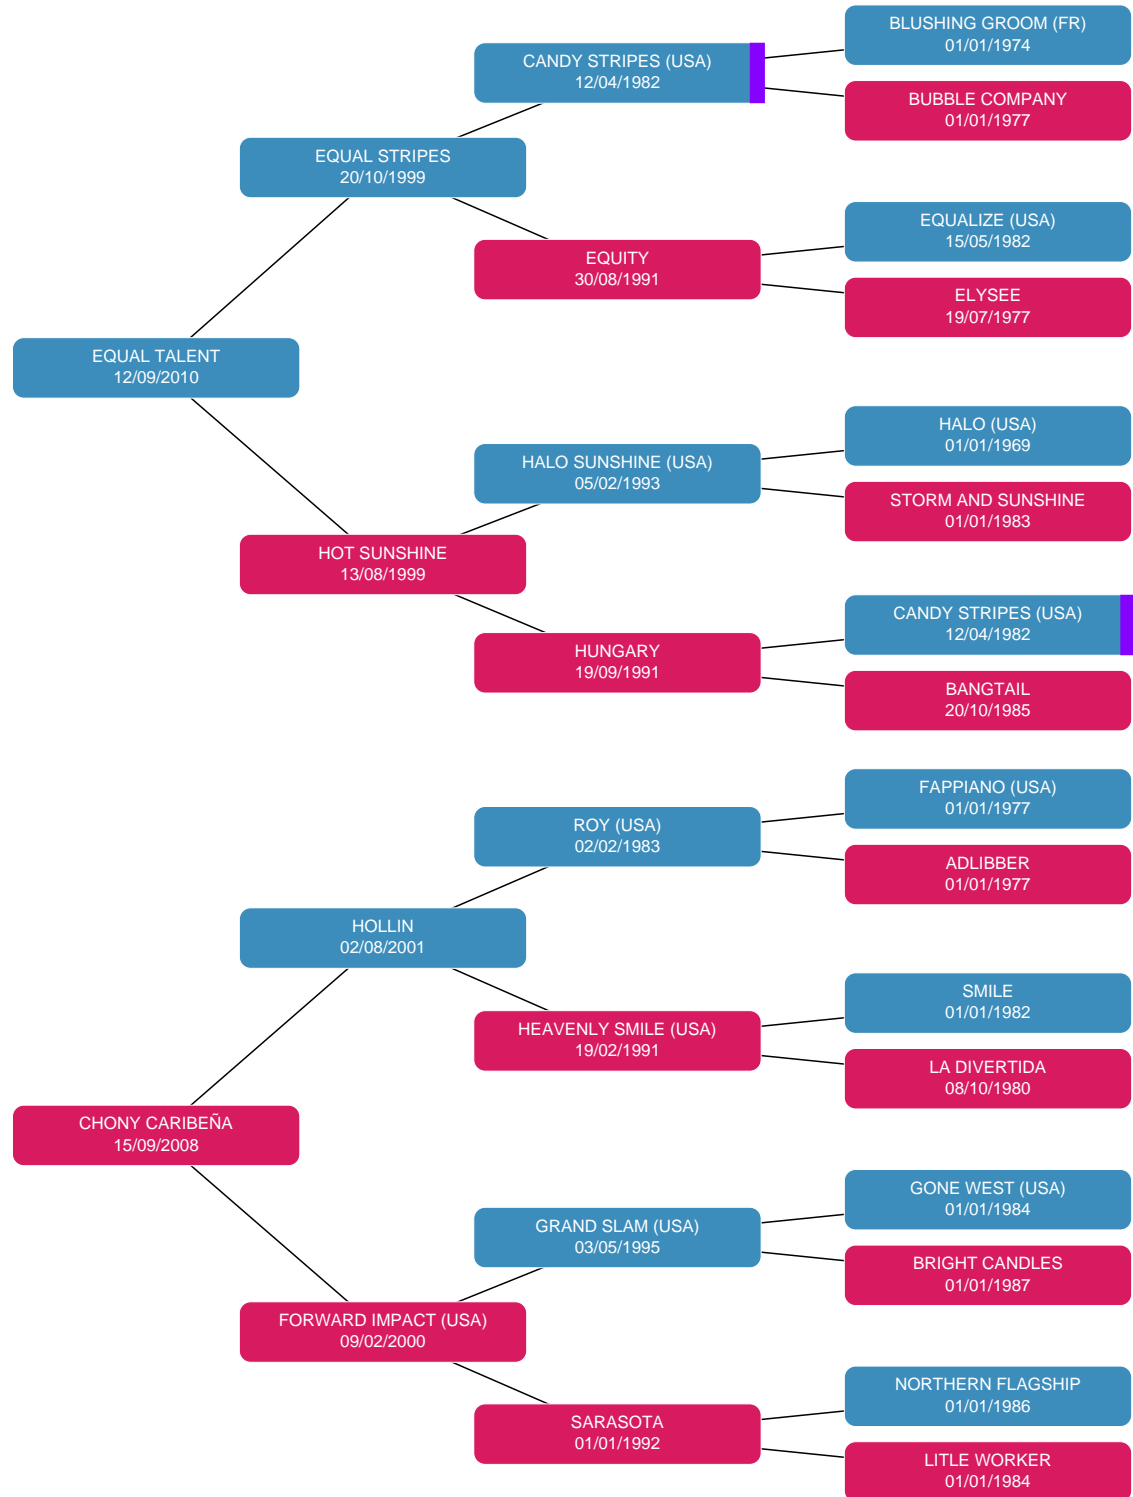 BLUSHING GROOM (FR)
01/01/1974
CANDY STRIPES (USA)
12/04/1982
BUBBLE COMPANY
01/01/1977
EQUAL STRIPES
20/10/1999
EQUALIZE (USA)
15/05/1982
EQUITY
30/08/1991
ELYSEE
19/07/1977
EQUAL TALENT
12/09/2010
HALO (USA)
01/01/1969
HALO SUNSHINE (USA)
05/02/1993
STORM AND SUNSHINE
01/01/1983
HOT SUNSHINE
13/08/1999
CANDY STRIPES (USA)
12/04/1982
HUNGARY
19/09/1991
BANGTAIL
20/10/1985
FAPPIANO (USA)
01/01/1977
ROY (USA)
02/02/1983
ADLIBBER
01/01/1977
HOLLIN
02/08/2001
SMILE
01/01/1982
HEAVENLY SMILE (USA)
19/02/1991
LA DIVERTIDA
08/10/1980
CHONY CARIBEÑA
15/09/2008
GONE WEST (USA)
01/01/1984
GRAND SLAM (USA)
03/05/1995
BRIGHT CANDLES
01/01/1987
FORWARD IMPACT (USA)
09/02/2000
NORTHERN FLAGSHIP
01/01/1986
SARASOTA
01/01/1992
LITLE WORKER
01/01/1984